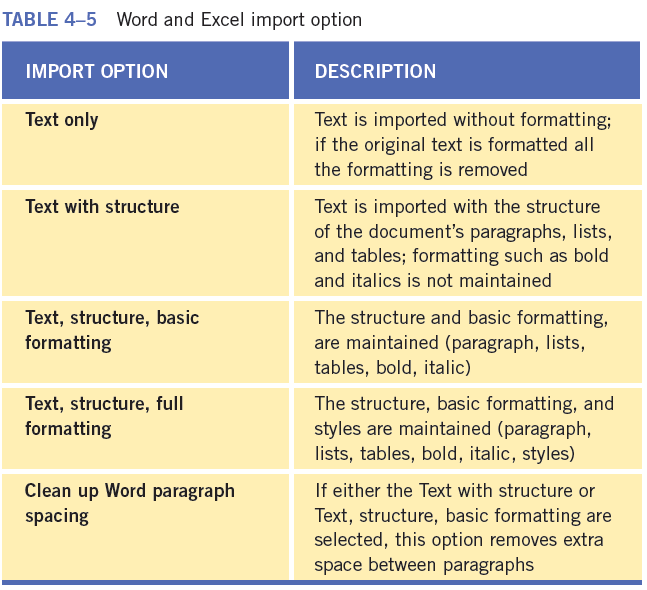 TABLE 4–5 Word and Excel import option
IMPORT OPTION
DESCRIPTION
Text only
Text is imported without formatting;
if the original text is formatted all
the formatting is removed
Text with structure
Text is imported with the structure
of the document's paragraphs, lists,
and tables; formatting such as bold
and italics is not maintained
Text, structure, basic
formatting
The structure and basic formatting,
are maintained (paragraph, lists,
tables, bold, italic)
Text, structure, full
formatting
The structure, basic formatting, and
styles are maintained (paragraph,
lists, tables, bold, italic, styles)
Clean up Word paragraph
spacing
If either the Text with structure or
Text, structure, basic formatting are
selected, this option removes extra
space between paragraphs